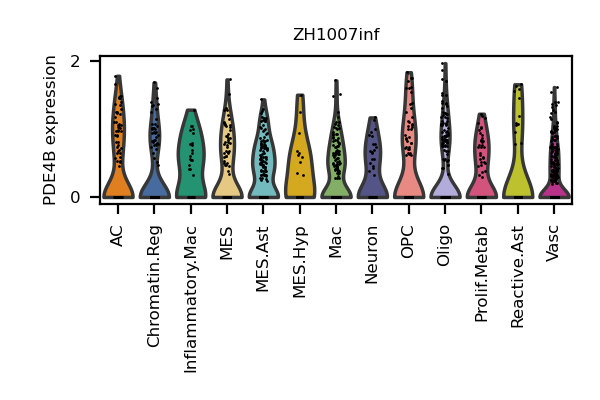 ZH1007inf
PDE4B expression
2
0
AC
Chromatin.Reg
Inflammatory.Mac
MES
MES.Ast
MES.Hyp
Mac
Neuron
OPC
Oligo
Prolif.Metab
Reactive.Ast
Vasc